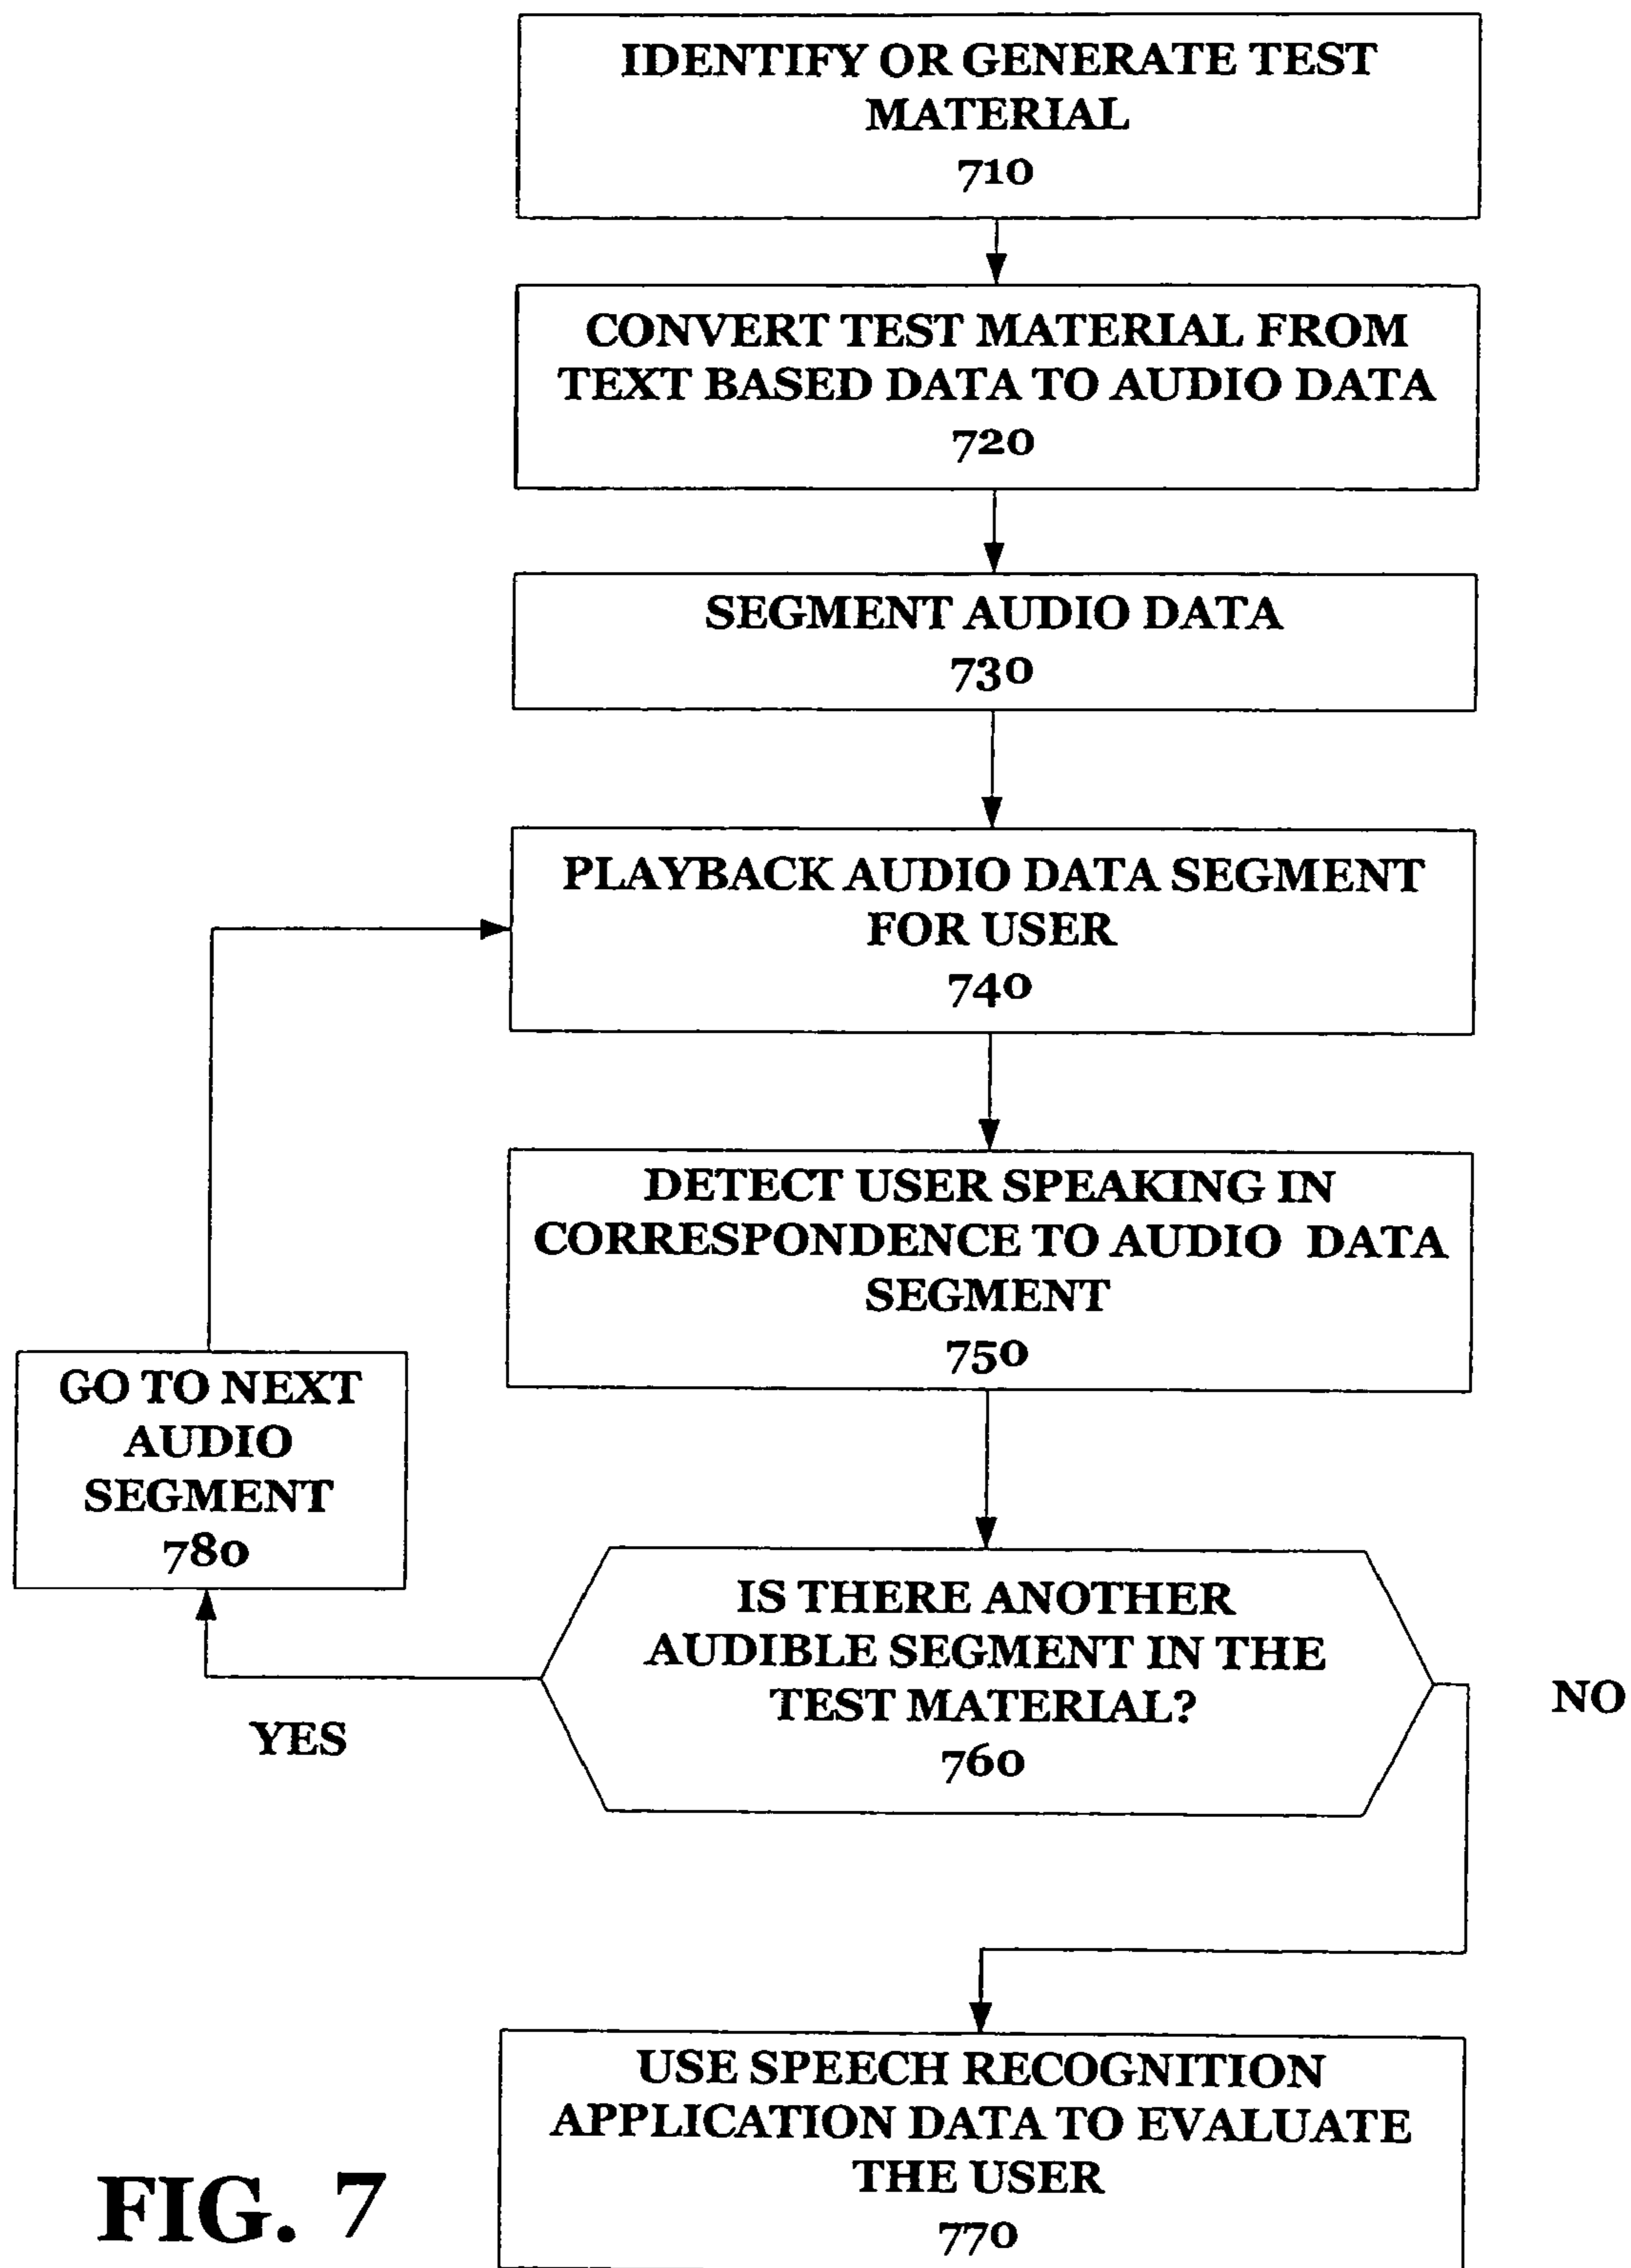 IDENTIFY OR GENERATE TEST
MATERIAL
710
CONVERT TEST MATERIAL FROM
TEXT BASED DATA TO AUDIO DATA
720
SEGMENT AUDIO DATA
730
PLAYBACK AUDIO DATA SEGMENT
FOR USER
740
DETECT USER SPEAKING IN
CORRESPONDENCE TO AUDIO DATA
SEGMENT
750
GO TO NEXT
AUDIO
SEGMENT
780
IS THERE ANOTHER
AUDIBLE SEGMENT IN THE
TEST MATERIAL?
760
YES
NO
USE SPEECH RECOGNITION
APPLICATION DATA TO EVALUATE
THE USER
770
FIG. 7